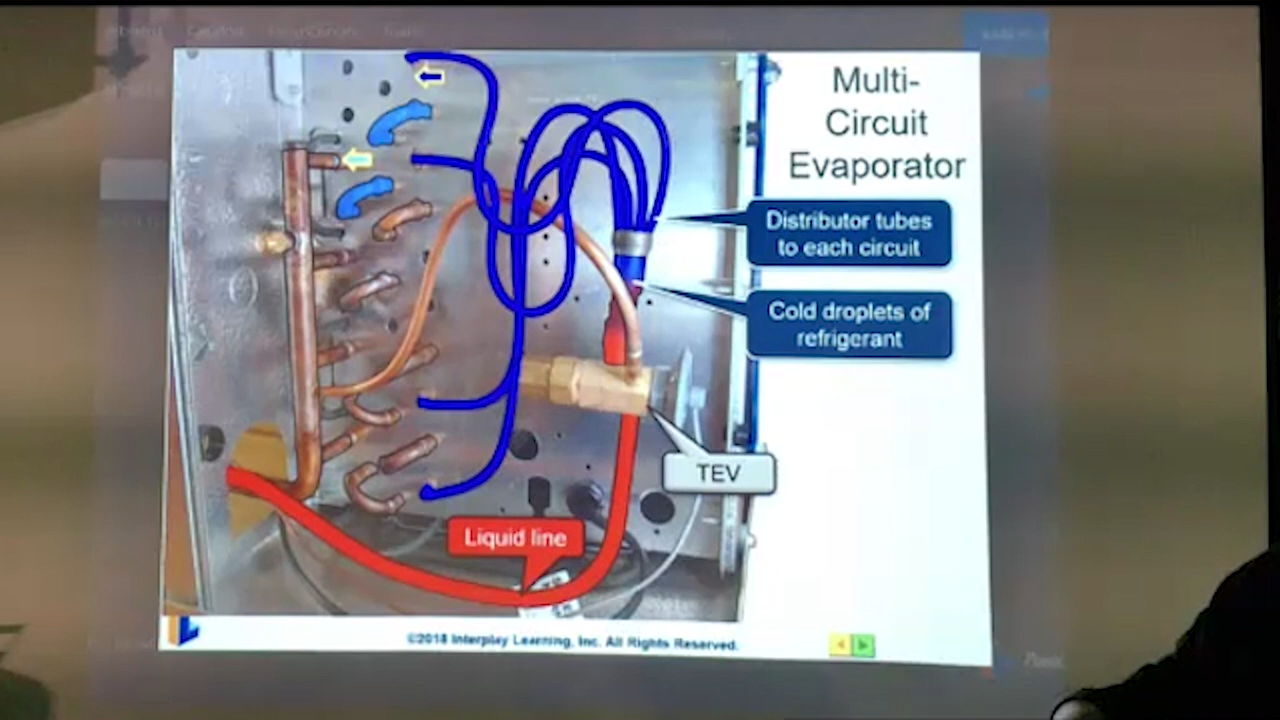 Multi-
Circuit
Evaporator
Distributor tubes
to each circuit
Cold droplets of
refrigerant
TEV
Liquid line
©2018 Interplay Learning, Inc. All Rights Reserved.